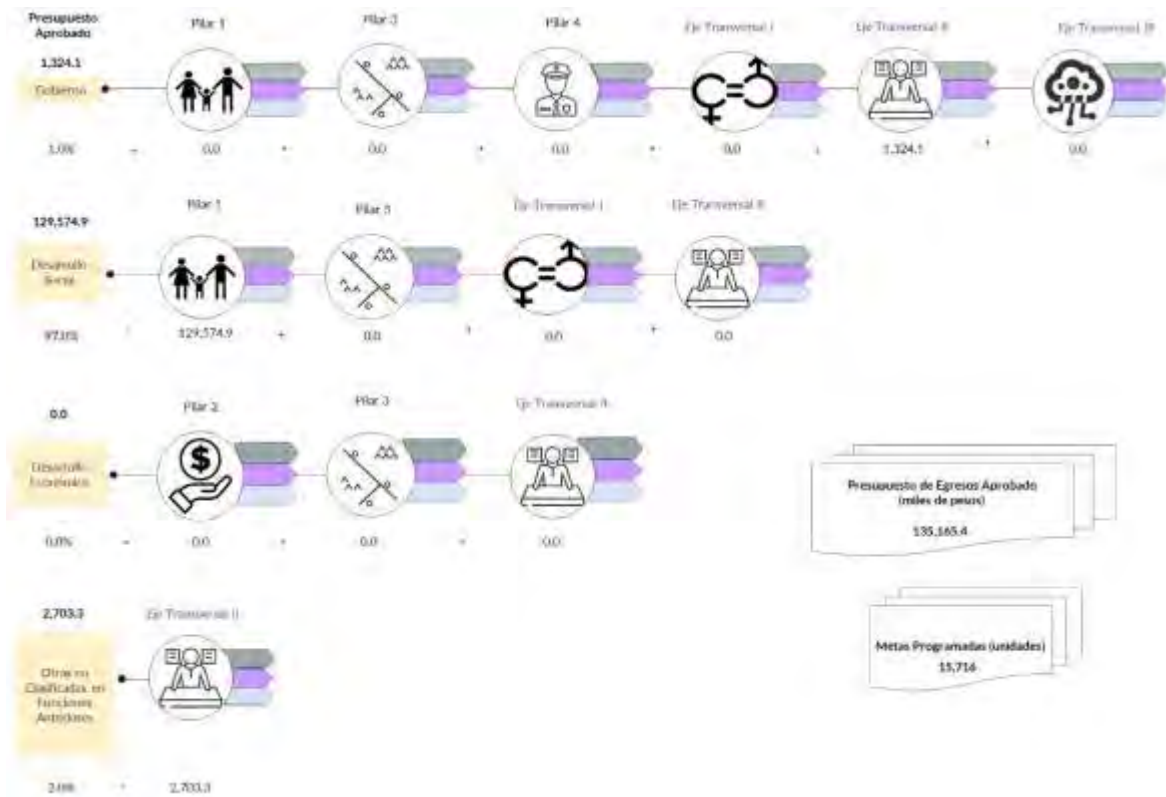 Presupuesto
Aprobado
Pilar 1 Pilar 3 Pilar 4 Eje Transversal I Eje Transversal II Eje Transversal III
1,324.1
Gobierno
1.0% = 0.0 + 0.0 + 0.0 + 0.0 + 1,324.1 + 0.0
Pilar 1 Pilar 3 Eje Transversal I Eje Transversal II
129,574.9
Desarrollo
Social
97.0% 129,574.9 + 0.0 + 0.0 + 0.0
Pilar 2 Pilar 3 Eje Transversal II
0.0
Desarrollo
Económico
0.0% = 0.0 + 0.0 + 0.0
Presupuesto de Egresos Aprobado
(miles de pesos)
135,165.4
2,703.3 Eje Transversal II
Otras no
Clasificadas en
Funciones
Anteriores
2.0% 2,703.3
Metas Programadas (unidades)
15,716